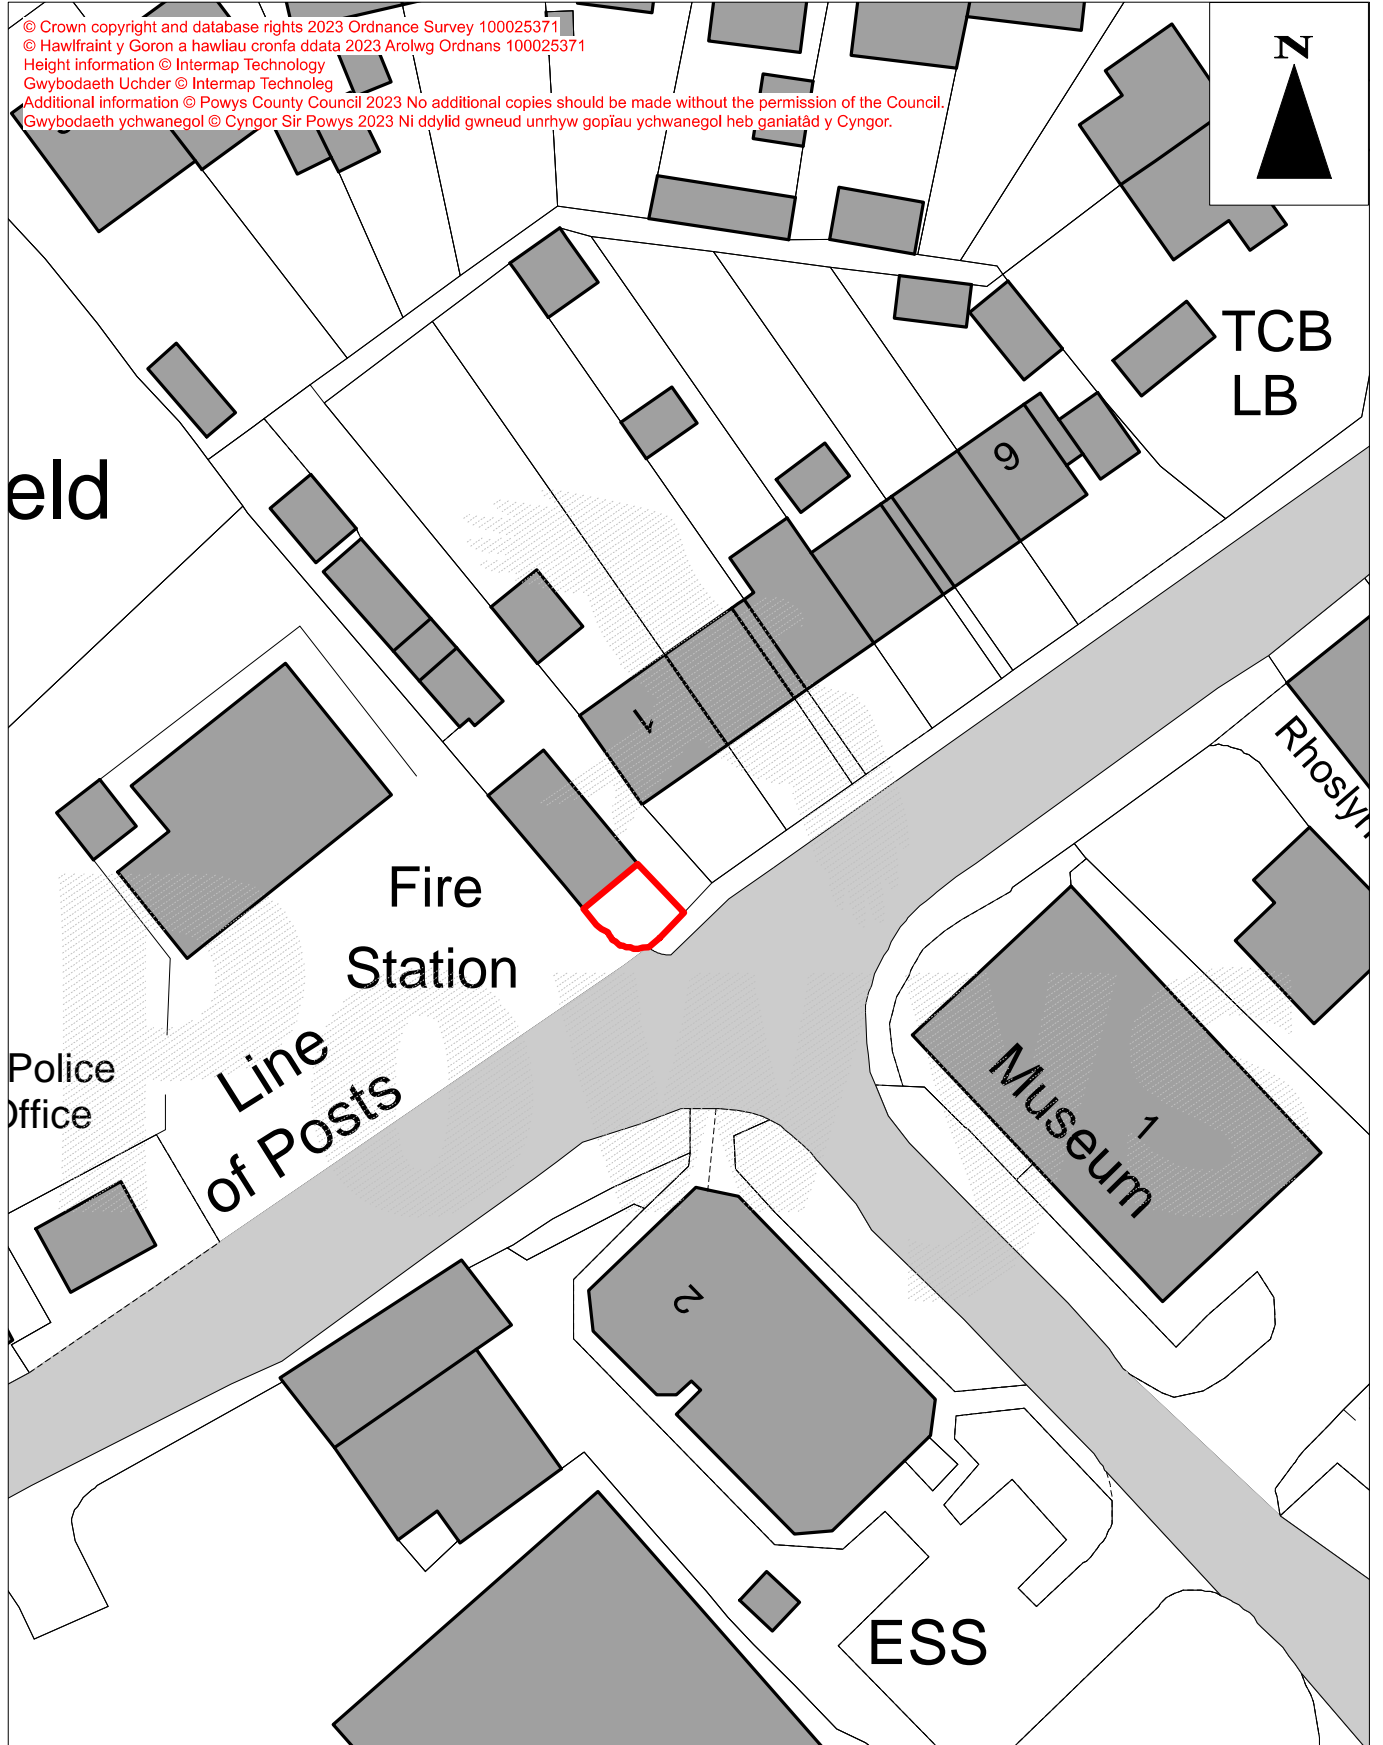 © Crown copyright and database rights 2023 Ordnance Survey 100025371
© Hawlfraint y Goron a hawliau cronfa ddata 2023 Arolwg Ordnans 100025371
Height information © Intermap Technology
Gwybodaeth Uchder © Intermap Technoleg
Additional information © Powys County Council 2023 No additional copies should be made without the permission of the Council.
Gwybodaeth ychwanegol © Cyngor Sir Powys 2023 Ni ddylid gwneud unrhyw gopïau ychwanegol heb ganiatâd y Cyngor.
N
TCB
LB
eld
6
1
Rhoslyn
Fire
Station
Line
of Posts
Police
Office
1
Museum
2
ESS